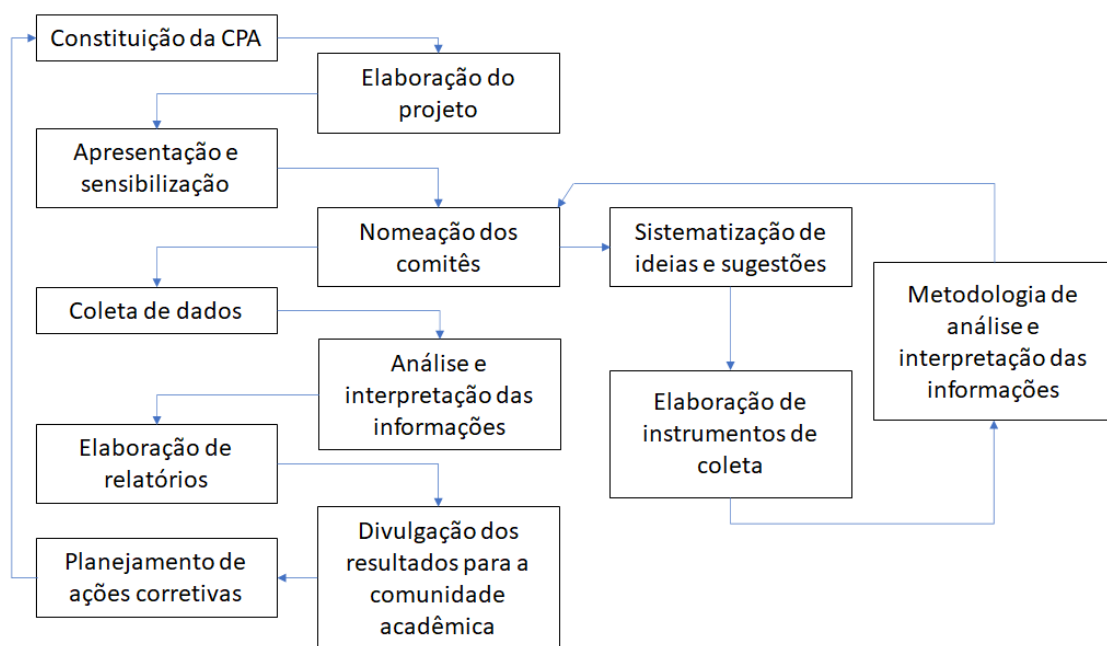 Constituição da CPA
Elaboração do
projeto
Apresentação e
sensibilização
Nomeação dos
comitês
Sistematização de
ideias e sugestões
Metodologia de
análise e
interpretação das
informações
Coleta de dados
Análise e
interpretação das
informações
Elaboração de
instrumentos de
coleta
Elaboração de
relatórios
Divulgação dos
resultados para a
comunidade
acadêmica
Planejamento de
ações corretivas